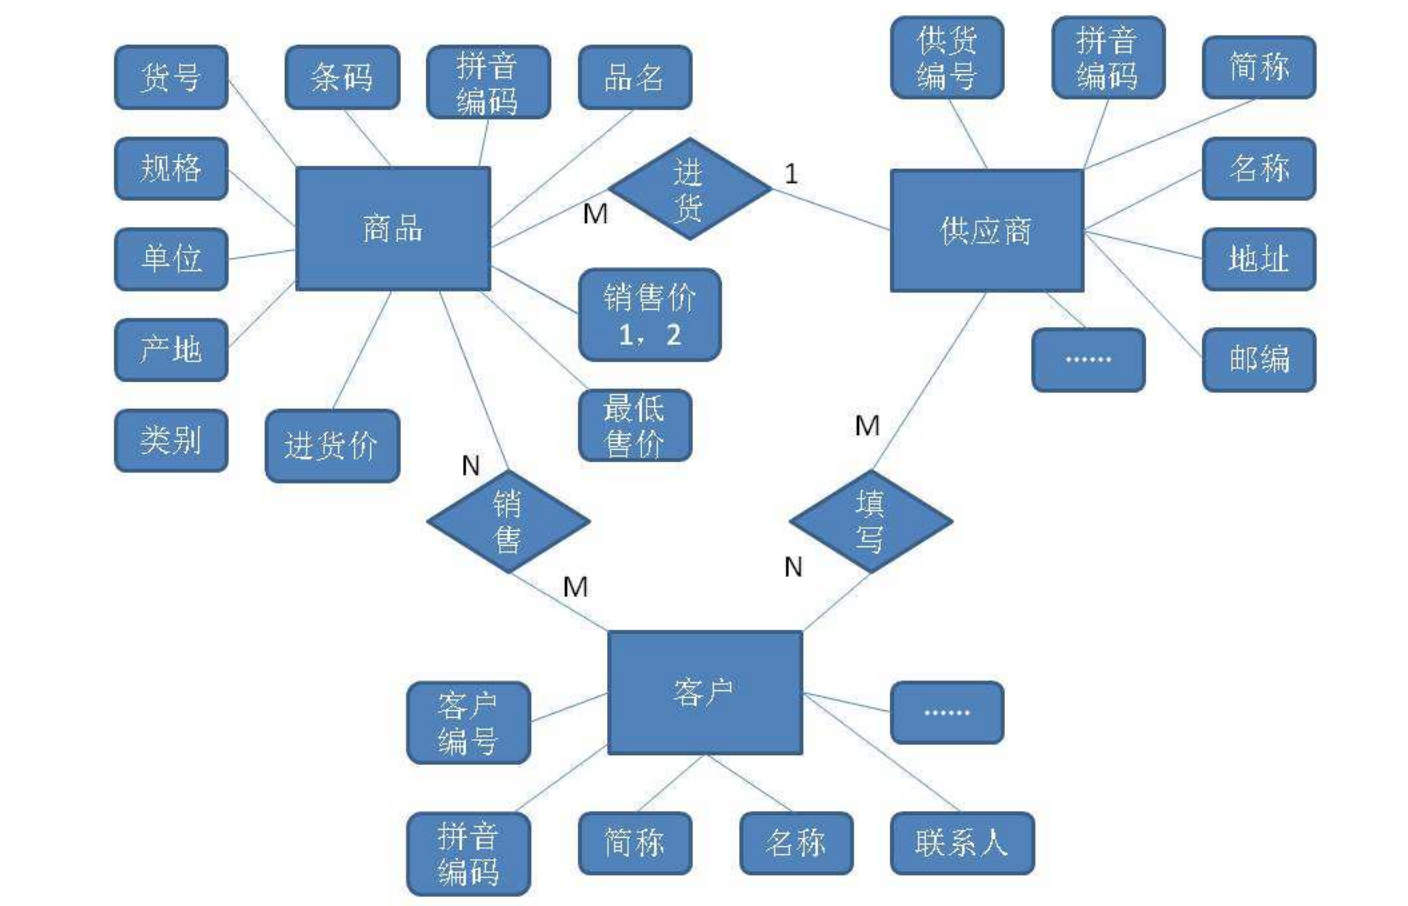 货号
条码
拼音
编码
品名
供货
编号
拼音
编码
简称
规格
进
货
1
M
名称
商品
供应商
单位
地址
销售价
1，2
产地
……
邮编
类别
进货价
最低
售价
N
M
销
售
填
写
M
N
客户
客户
编号
……
拼音
编码
简称
名称
联系人